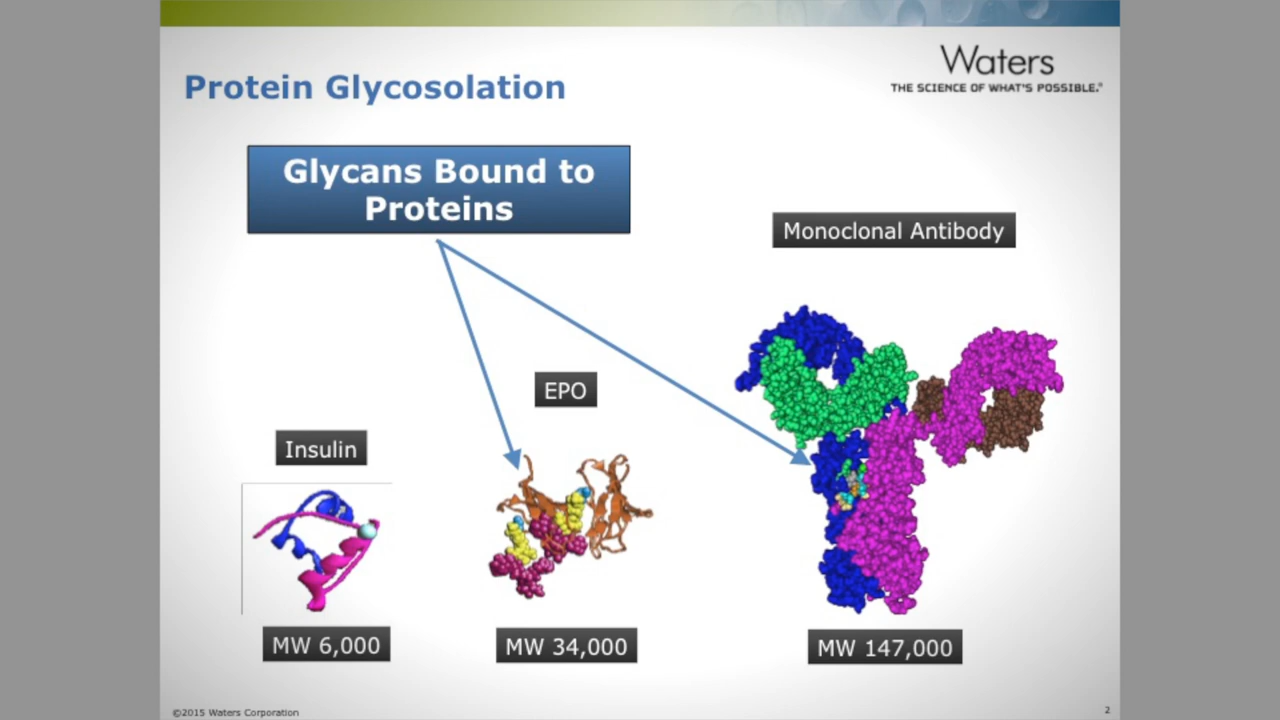 Waters
THE SCIENCE OF WHAT'S POSSIBLE.®
Protein Glycosolation
Glycans Bound to
Proteins
Monoclonal Antibody
EPO
Insulin
MW 6,000
MW 34,000
MW 147,000
©2015 Waters Corporation
2